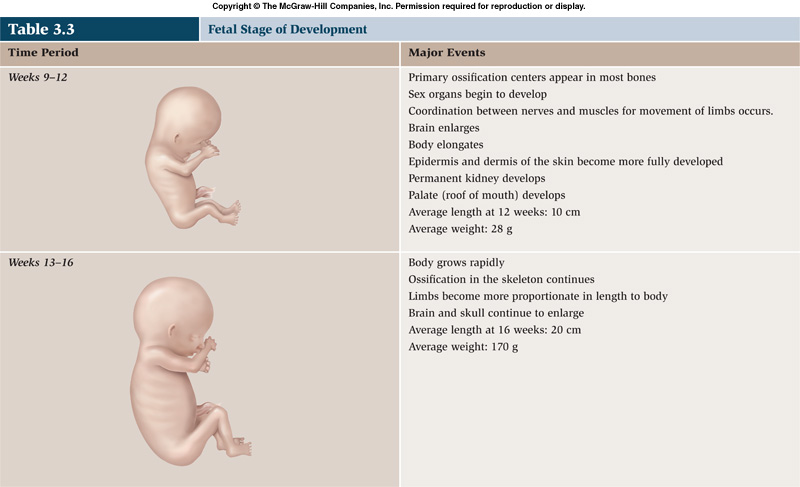 Copyright © The McGraw-Hill Companies, Inc. Permission required for reproduction or display.
Table 3.3
Fetal Stage of Development
Time Period
Major Events
Weeks 9–12
Primary ossification centers appear in most bones
Sex organs begin to develop
Coordination between nerves and muscles for movement of limbs occurs.
Brain enlarges
Body elongates
Epidermis and dermis of the skin become more fully developed
Permanent kidney develops
Palate (roof of mouth) develops
Average length at 12 weeks: 10 cm
Average weight: 28 g
Weeks 13–16
Body grows rapidly
Ossification in the skeleton continues
Limbs become more proportionate in length to body
Brain and skull continue to enlarge
Average length at 16 weeks: 20 cm
Average weight: 170 g